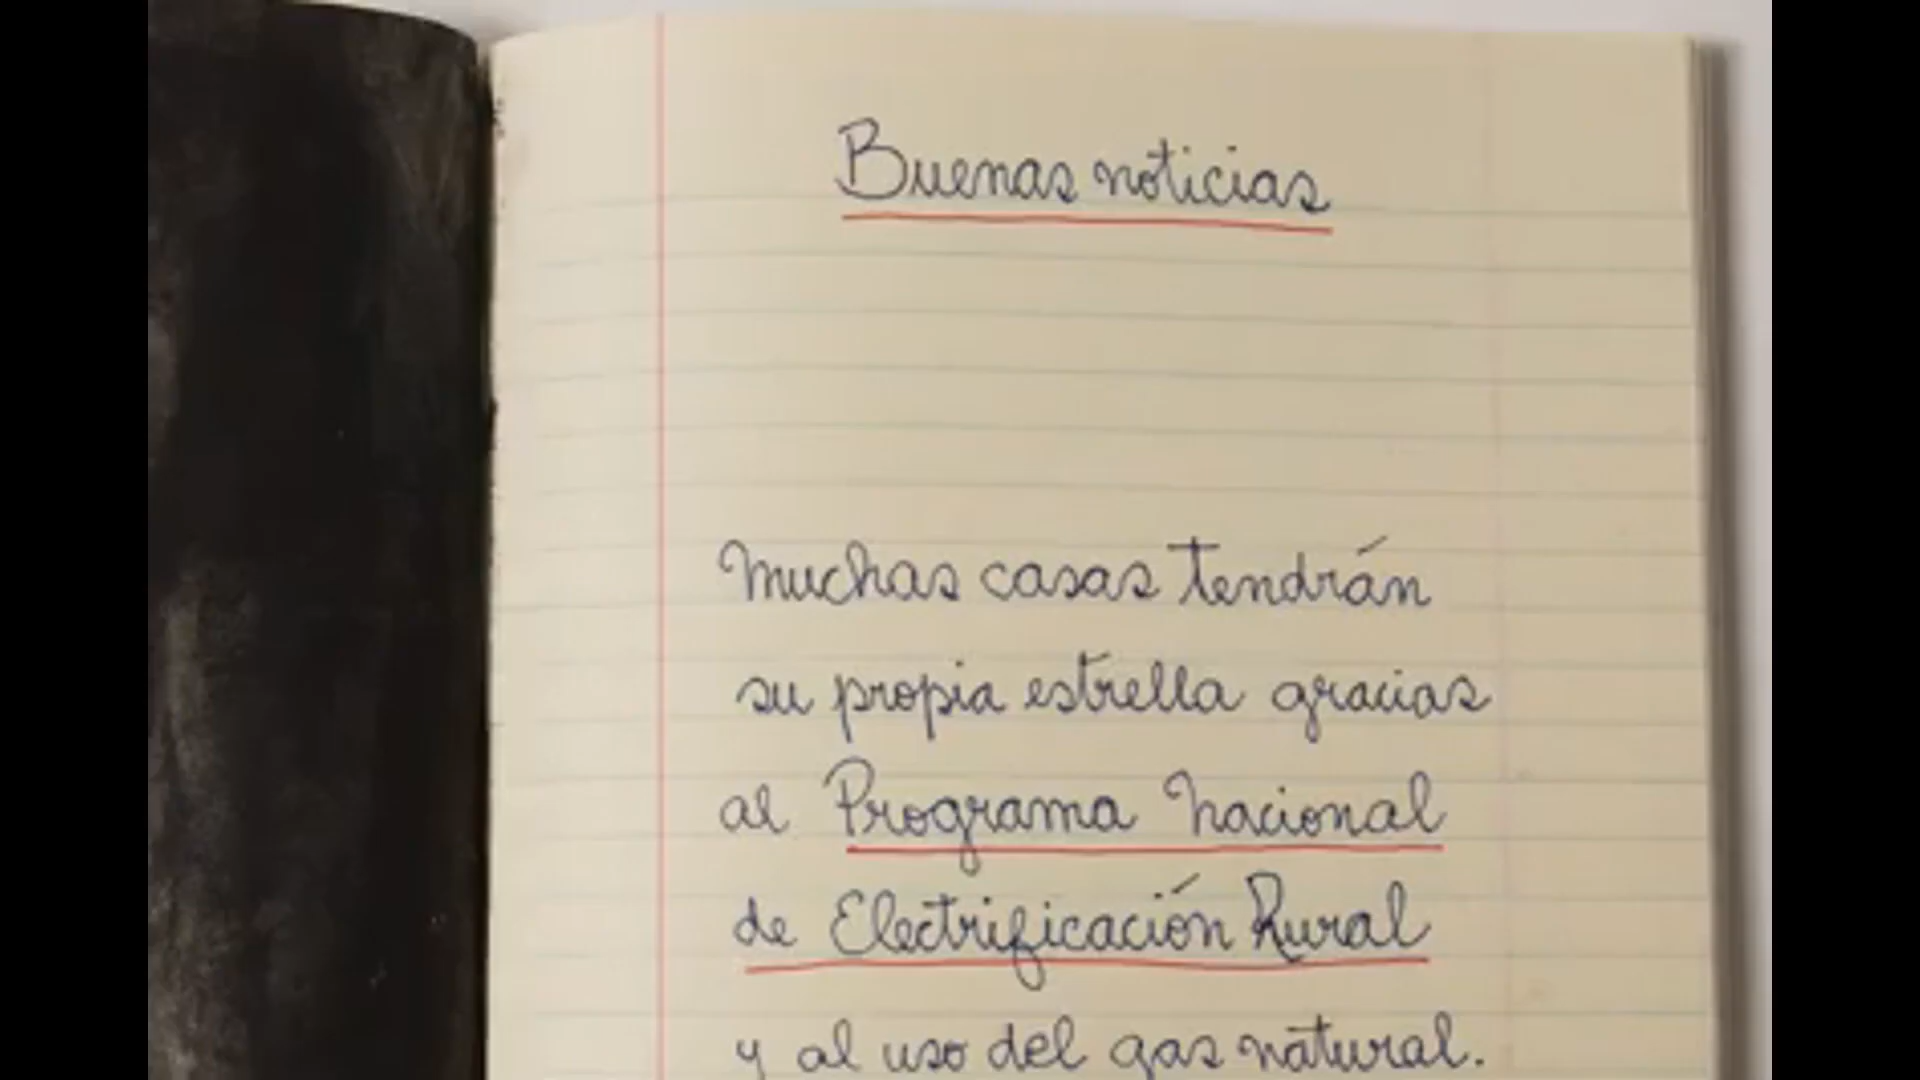 Buenas noticias
Muchas casas tendrán
su propia estrella gracias
al Programa Nacional
de Electrificación Rural
y al uso del gas natural.